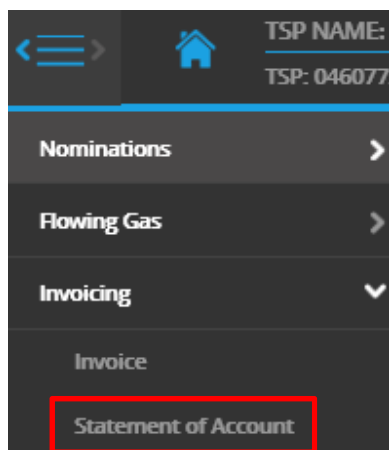 TSP NAME:
TSP: 046077
Nominations
Flowing Gas
Invoicing
Invoice
Statement of Account